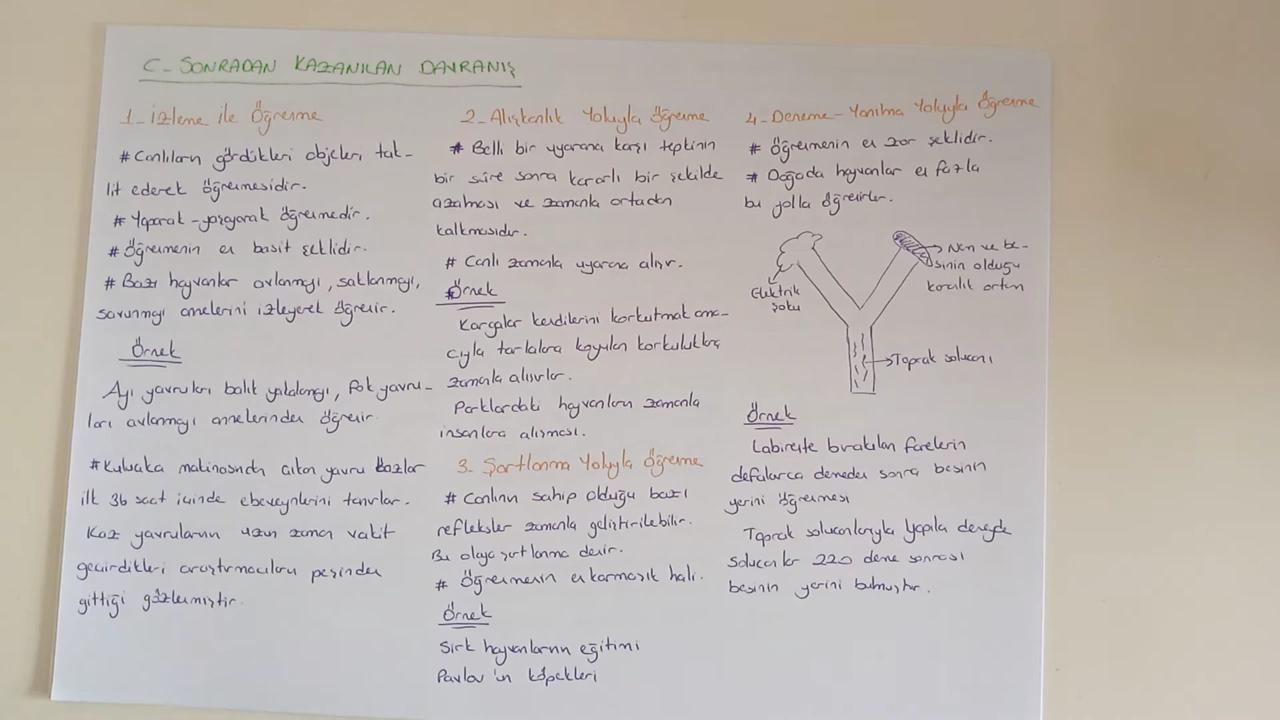 C- SONRADAN KAZANILAN DAVRANIŞ
1- İzleme ile Öğrenme
# Canlıların gördükleri objeleri tak-
lit ederek öğrenmesidir.
# Yaparak-yaşayarak öğrenmedir.
# Öğrenmenin en basit şeklidir.
# Bazı hayvanlar avlanmayı, saklanmayı,
savunmayı annelerini izleyerek öğrenir.
Örnek
Ayı yavruları balık yakalamayı, fok yavru-
ları avlanmayı annelerinden öğrenir.
# Kuluçka makinasından çıkan yavru kazlar
ilk 36 saat içinde ebeveynlerini tanırlar.
Kaz yavrularının uzun zaman vakit
geçirdikleri araştırmacıların peşinden
gittiği gözlenmiştir.
2- Alışkanlık Yoluyla Öğrenme
# Belli bir uyarana karşı tepkinin
bir süre sonra kararlı bir şekilde
azalması ve zamanla ortadan
kalkmasıdır.
# Canlı zamanla uyarana alışır.
Örnek
Kargalar kendilerini korkutmak ama-
cıyla tarlalara koyulan korkuluklara
zamanla alışırlar.
Parklardaki hayvanların zamanla
insanlara alışması.
3- Şartlanma Yoluyla Öğrenme
# Canlının sahip olduğu bazı
refleksler zamanla geliştirilebilir.
Bu olaya şartlanma denir.
# Öğrenmenin en karmaşık hali.
Örnek
Sirk hayvanlarının eğitimi
Pavlov'un köpekleri
4- Deneme-Yanılma Yoluyla Öğrenme
# Öğrenmenin en zor şeklidir.
# Doğada hayvanlar en fazla
bu yolla öğrenirler.
Elektrik
şoku
Nem ve be-
sinin olduğu
karanlık ortam
Toprak solucanı
Örnek
Labirente bırakılan farelerin
defalarca denemeden sonra besinin
yerini öğrenmesi
Toprak solucanlarıyla yapılan deneyde
solucanlar 220 deneme sonrası
besinin yerini bulmuştur.